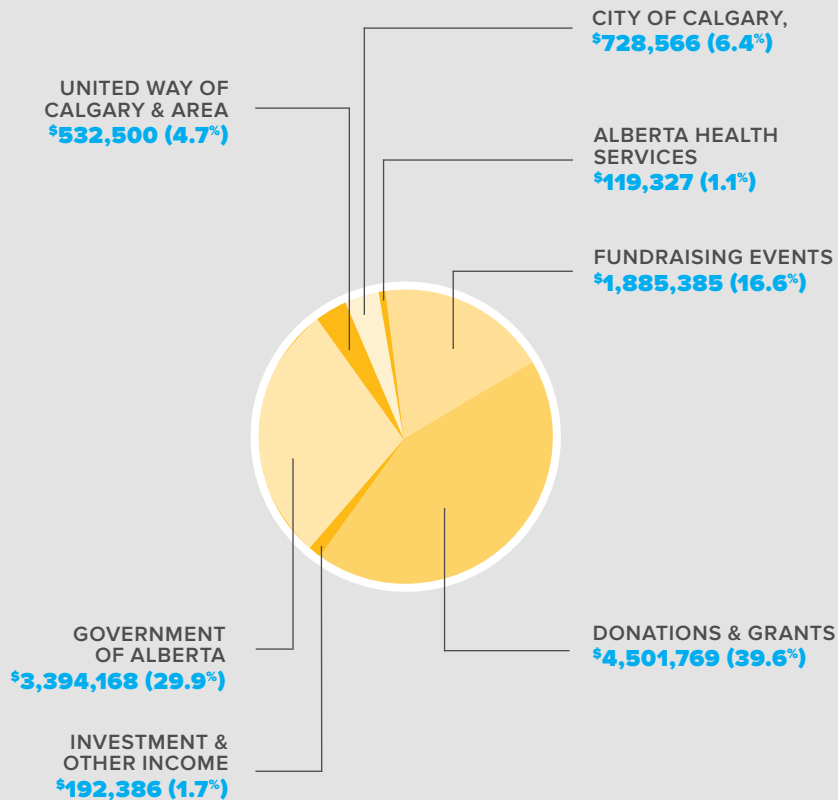 CITY OF CALGARY,
$728,566 (6.4%)
UNITED WAY OF
CALGARY & AREA
$532,500 (4.7%)
ALBERTA HEALTH
SERVICES
$119,327 (1.1%)
FUNDRAISING EVENTS
$1,885,385 (16.6%)
GOVERNMENT
OF ALBERTA
$3,394,168 (29.9%)
DONATIONS & GRANTS
$4,501,769 (39.6%)
INVESTMENT &
OTHER INCOME
$192,386 (1.7%)